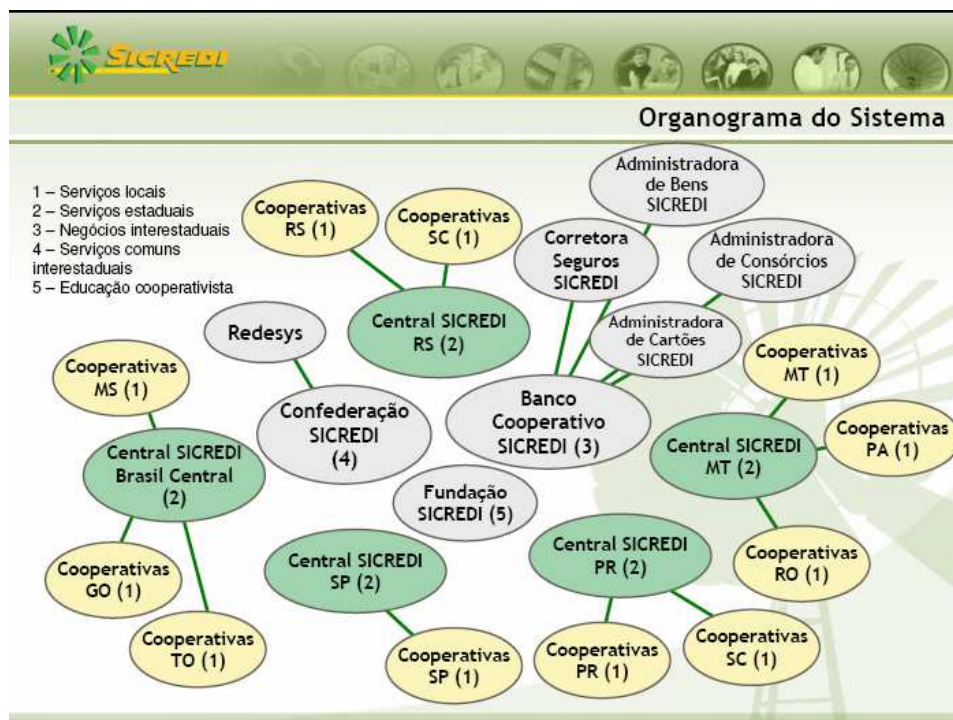 SICREDI
Organograma do Sistema
1 – Serviços locais
2 – Serviços estaduais
3 – Negócios interestaduais
4 – Serviços comuns
interestaduais
5 – Educação cooperativista
Cooperativas
RS (1)
Cooperativas
SC (1)
Administradora
de Bens
SICREDI
Corretora
Seguros
SICREDI
Administradora
de Consórcios
SICREDI
Redesys
Central SICREDI
RS (2)
Administradora
de Cartões
SICREDI
Cooperativas
MT (1)
Cooperativas
MS (1)
Confederação
SICREDI
(4)
Banco
Cooperativo
SICREDI (3)
Central SICREDI
MT (2)
Cooperativas
PA (1)
Central SICREDI
Brasil Central
(2)
Fundação
SICREDI (5)
Central SICREDI
SP (2)
Central SICREDI
PR (2)
Cooperativas
RO (1)
Cooperativas
GO (1)
Cooperativas
TO (1)
Cooperativas
SP (1)
Cooperativas
PR (1)
Cooperativas
SC (1)